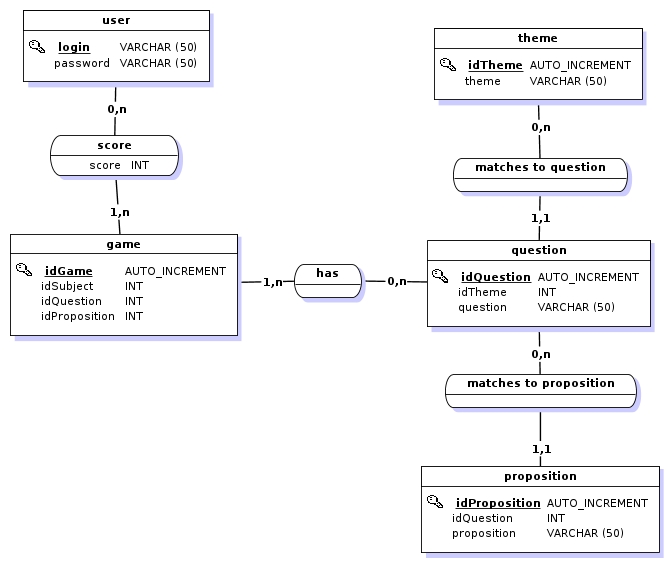 user
login VARCHAR (50)
password VARCHAR (50)
0,n
score
score INT
1,n
game
idGame AUTO_INCREMENT
idSubject INT
idQuestion INT
idProposition INT
1,n
has
0,n
theme
idTheme AUTO_INCREMENT
theme VARCHAR (50)
0,n
matches to question
1,1
question
idQuestion AUTO_INCREMENT
idTheme INT
question VARCHAR (50)
0,n
matches to proposition
1,1
proposition
idProposition AUTO_INCREMENT
idQuestion INT
proposition VARCHAR (50)